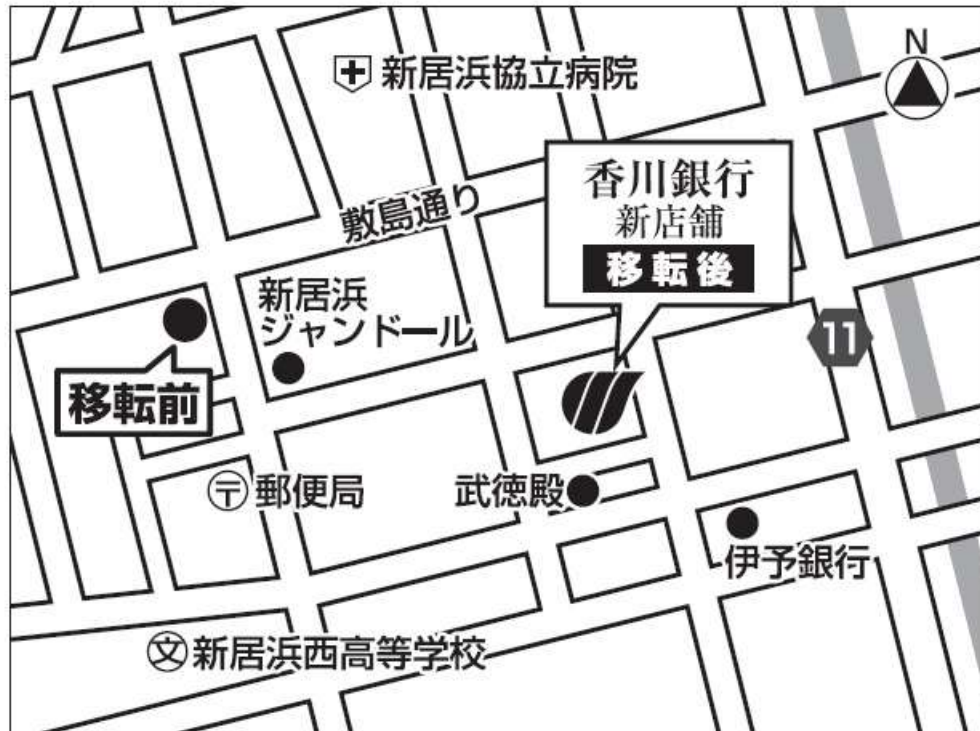 新居浜協立病院
N
香川銀行
新店舗
移転後
敷島通り
新居浜
ジャンドール
11
移転前
〒郵便局
武徳殿
伊予銀行
文新居浜西高等学校